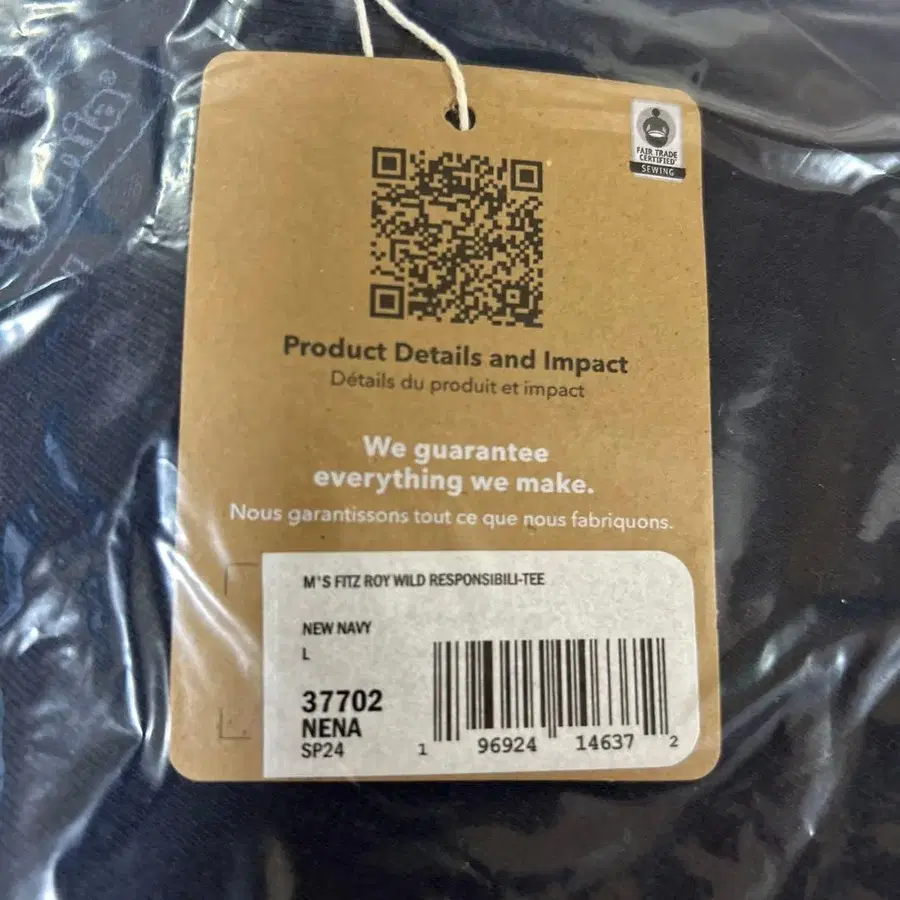 FAIR TRADE
CERTIFIED
SEWING
Product Details and Impact
Détails du produit et impact
We guarantee
everything we make.
Nous garantissons tout ce que nous fabriquons.
M'S FITZ ROY WILD RESPONSIBILI-TEE
NEW NAVY
L
37702
NENA
SP24
1 96924 14637 2